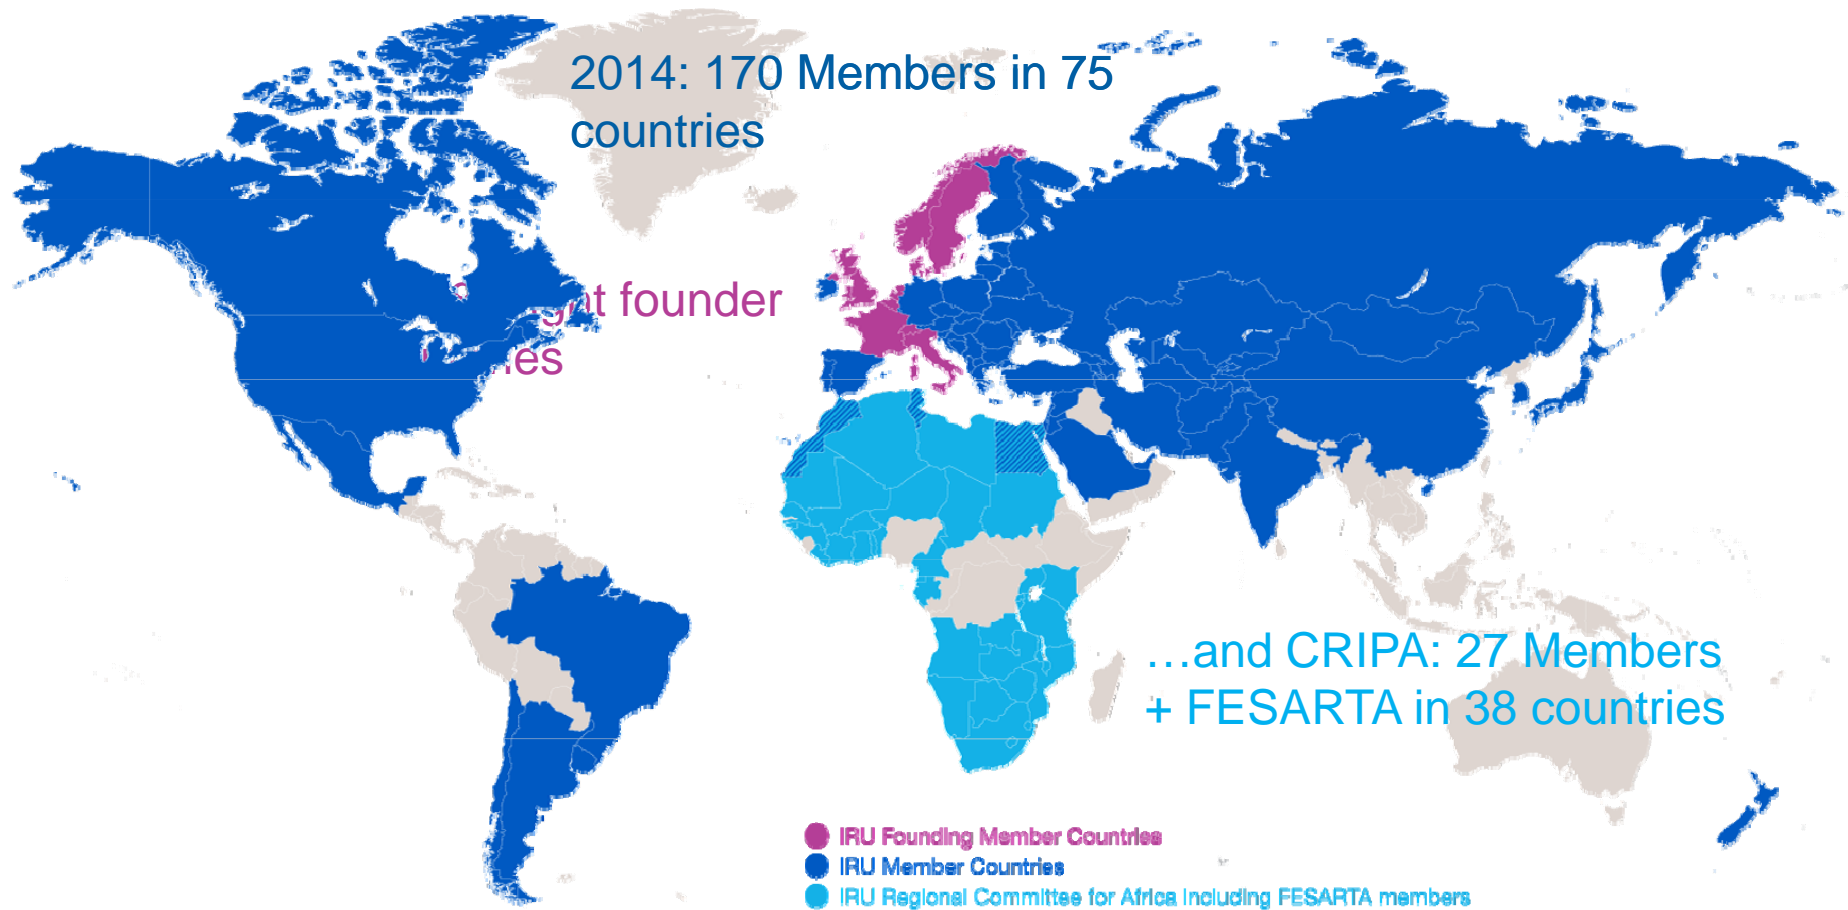 2014: 170 Members in 75
countries
founder
…and CRIPA: 27 Members
+ FESARTA in 38 countries
IRU Founding Member Countries
IRU Member Countries
IRU Regional Committee for Africa including FESARTA members